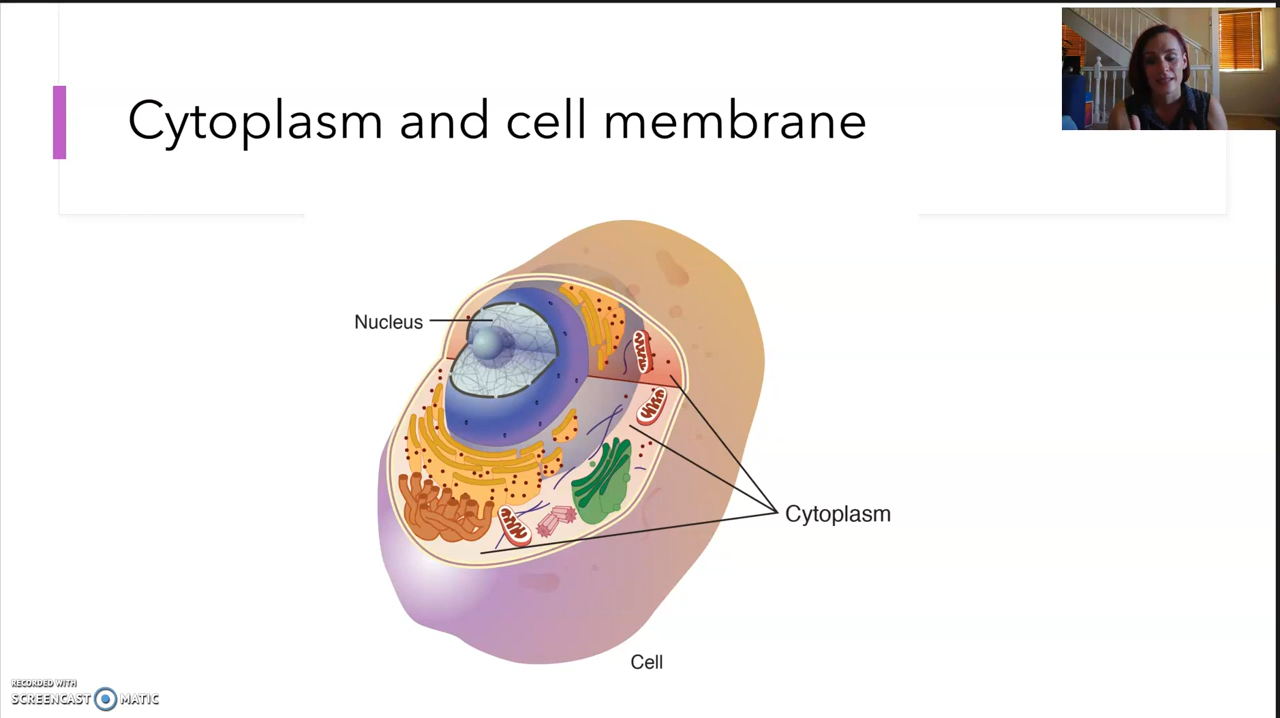 Cytoplasm and cell membrane
Nucleus
Cytoplasm
Cell
RECORDED WITH
SCREENCAST MATIC